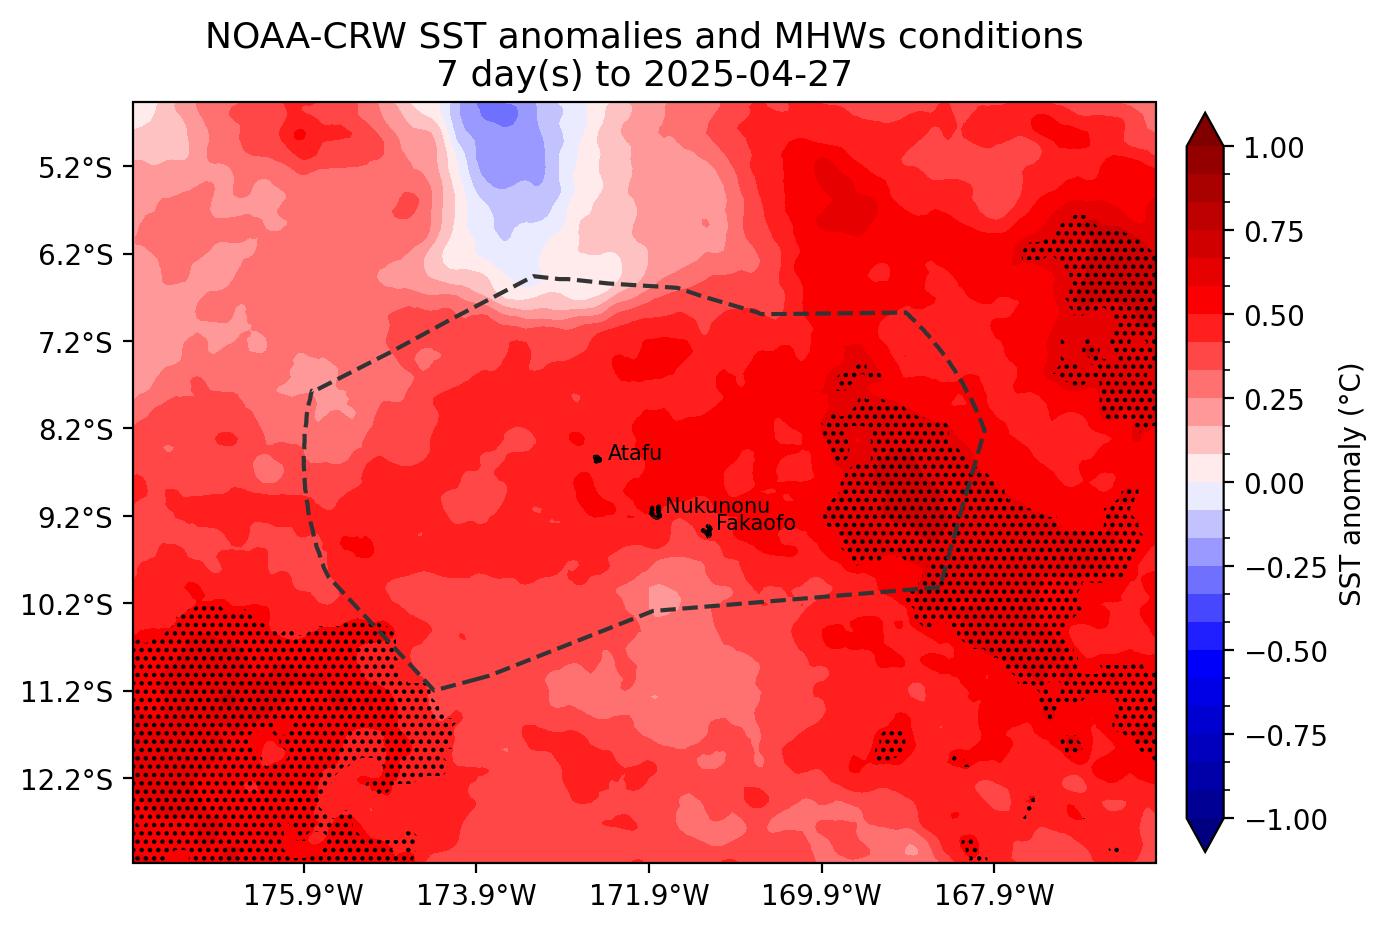 NOAA-CRW SST anomalies and MHWs conditions
7 day(s) to 2025-04-27
5.2°S
6.2°S
7.2°S
8.2°S
9.2°S
10.2°S
11.2°S
12.2°S
Atafu
Nukunonu
Fakaofo
175.9°W
173.9°W
171.9°W
169.9°W
167.9°W
1.00
0.75
0.50
0.25
0.00
−0.25
−0.50
−0.75
−1.00
SST anomaly (°C)